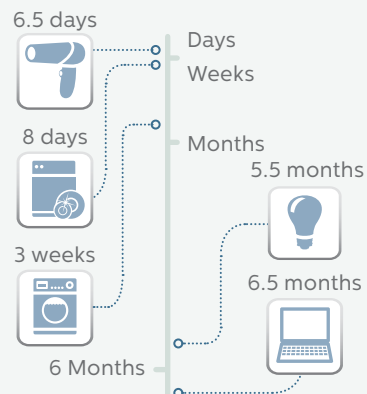 6.5 days
Days
Weeks
8 days
Months
5.5 months
3 weeks
6.5 months
6 Months